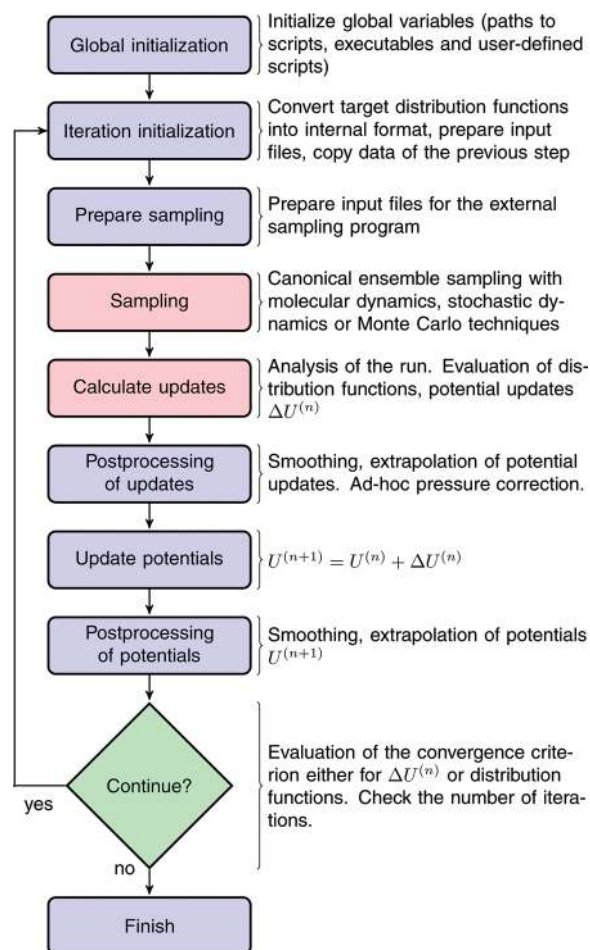 Global initialization
Initialize global variables (paths to
scripts, executables and user-defined
scripts)
Iteration initialization
Convert target distribution functions
into internal format, prepare input
files, copy data of the previous step
Prepare sampling
Prepare input files for the external
sampling program
Sampling
Canonical ensemble sampling with
molecular dynamics, stochastic dy-
namics or Monte Carlo techniques
Calculate updates
Analysis of the run. Evaluation of dis-
tribution functions, potential updates
ΔU⁽ⁿ⁾
Postprocessing
of updates
Smoothing, extrapolation of potential
updates. Ad-hoc pressure correction.
Update potentials
U⁽ⁿ⁺¹⁾ = U⁽ⁿ⁾ + ΔU⁽ⁿ⁾
Postprocessing
of potentials
Smoothing, extrapolation of potentials
U⁽ⁿ⁺¹⁾
Continue?
Evaluation of the convergence crite-
rion either for ΔU⁽ⁿ⁾ or distribution
functions. Check the number of itera-
tions.
yes
no
Finish